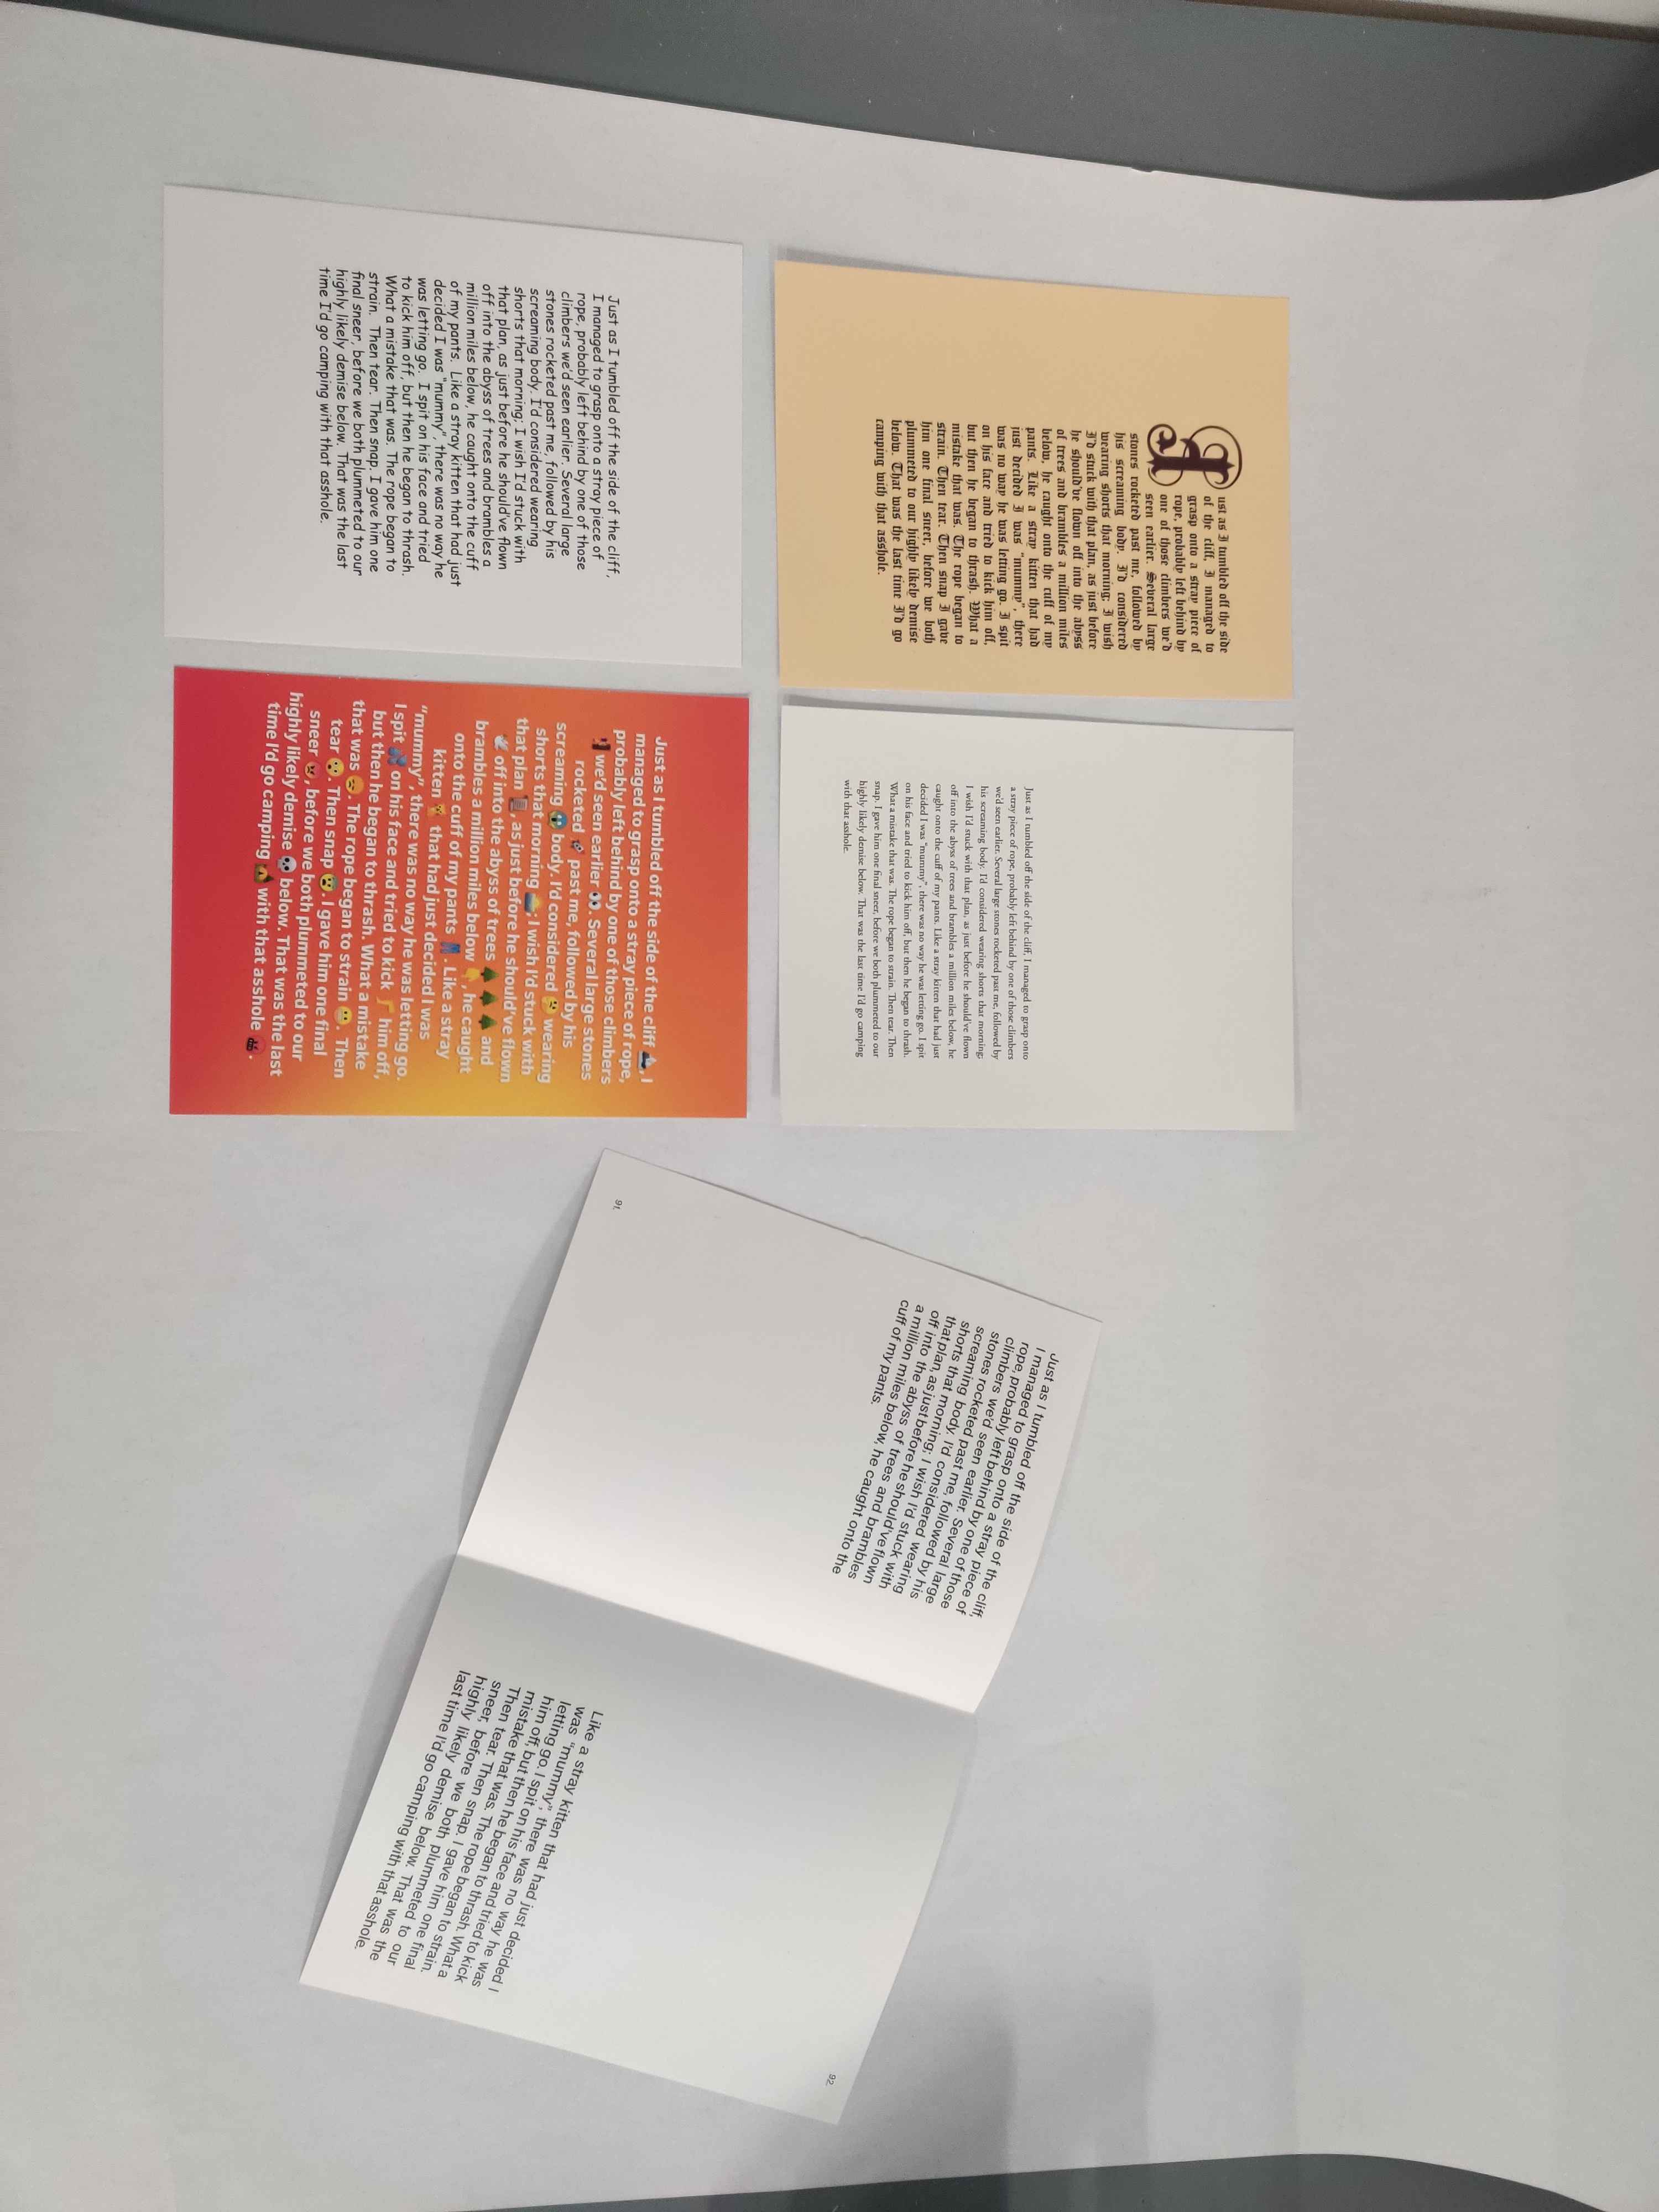 Just as I tumbled off the side
of the cliff, I managed to
grasp onto a stray piece of
rope, probably left behind by
one of those climbers we'd
seen earlier. Several large
stones rocketed past me, followed by
his screaming body. I'd considered
wearing shorts that morning; I wish
I'd stuck with that plan, as just before
he should've flown off into the abyss
of trees and brambles a million miles
below, he caught onto the cuff of my
pants. Like a stray kitten that had
just decided I was “mummy”, there
was no way he was letting go. I spit
on his face and tried to kick him off,
but then he began to thrash. What a
mistake that was. The rope began to
strain. Then tear. Then snap I gave
him one final sneer, before we both
plummeted to our highly likely demise
below. That was the last time I'd go
camping with that asshole.
Just as I tumbled off the side of the cliff, I managed to grasp onto
a stray piece of rope, probably left behind by one of those climbers
we'd seen earlier. Several large stones rocketed past me, followed by
his screaming body. I'd considered wearing shorts that morning;
I wish I'd stuck with that plan, as just before he should've flown
off into the abyss of trees and brambles a million miles below, he
caught onto the cuff of my pants. Like a stray kitten that had just
decided I was “mummy”, there was no way he was letting go. I spit
on his face and tried to kick him off, but then he began to thrash.
What a mistake that was. The rope began to strain. Then tear. Then
snap. I gave him one final sneer, before we both plummeted to our
highly likely demise below. That was the last time I'd go camping
with that asshole.
Just as I tumbled off the side of the cliff,
I managed to grasp onto a stray piece of
rope, probably left behind by one of those
climbers we'd seen earlier. Several large
stones rocketed past me, followed by his
screaming body. I'd considered wearing
shorts that morning; I wish I'd stuck with
that plan, as just before he should've flown
off into the abyss of trees and brambles a
million miles below, he caught onto the cuff
of my pants. Like a stray kitten that had just
decided I was “mummy”, there was no way he
was letting go. I spit on his face and tried
to kick him off, but then he began to thrash.
What a mistake that was. The rope began to
strain. Then tear. Then snap. I gave him one
final sneer, before we both plummeted to our
highly likely demise below. That was the last
time I'd go camping with that asshole.
Just as I tumbled off the side of the cliff , I
managed to grasp onto a stray piece of rope,
probably left behind by one of those climbers
we'd seen earlier 👀. Several large stones
rocketed 🚀 past me, followed by his
screaming 😱 body. I'd considered 🤔 wearing
shorts that morning ; I wish I'd stuck with
that plan 📜, as just before he should've flown
🕊 off into the abyss of trees 🌲🌲🌲 and
brambles a million miles below 👇, he caught
onto the cuff of my pants 👖. Like a stray
kitten 🐈 that had just decided I was
“mummy”, there was no way he was letting go.
I spit 💦 on his face and tried to kick 🦵 him off,
but then he began to thrash. What a mistake
that was 😞. The rope began to strain 😬. Then
tear 😮. Then snap 😨. I gave him one final
sneer 😡, before we both plummeted to our
highly likely demise 💀 below. That was the last
time I'd go camping 🏕 with that asshole 🤬.
Just as I tumbled off the side of the cliff,
I managed to grasp onto a stray piece of
rope, probably left behind by one of those
climbers we'd seen earlier. Several large
stones rocketed past me, followed by his
screaming body. I'd considered wearing
shorts that morning; I wish I'd stuck with
that plan, as just before he should've flown
off into the abyss of trees and brambles
a million miles below, he caught onto the
cuff of my pants.
91.
92.
Like a stray kitten that had just decided I
was “mummy”, there was no way he was
letting go. I spit on his face and tried to kick
him off, but then he began to thrash. What a
mistake that was. The rope began to strain.
Then tear. Then snap. I gave him one final
sneer, before we both plummeted to our
highly likely demise below. That was the
last time I'd go camping with that asshole.